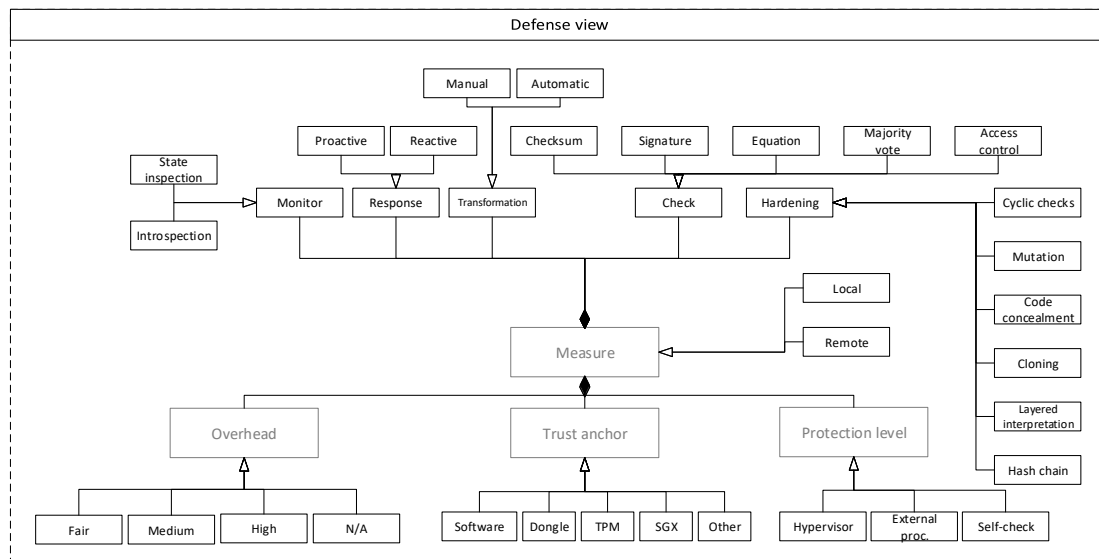 Defense view
Manual
Automatic
Proactive
Reactive
Checksum
Signature
Equation
Majority
vote
Access
control
State
inspection
Monitor
Response
Transformation
Check
Hardening
Cyclic checks
Introspection
Mutation
Local
Code
concealment
Remote
Measure
Cloning
Overhead
Trust anchor
Protection level
Layered
interpretation
Hash chain
Fair
Medium
High
N/A
Software
Dongle
TPM
SGX
Other
Hypervisor
External
proc.
Self-check